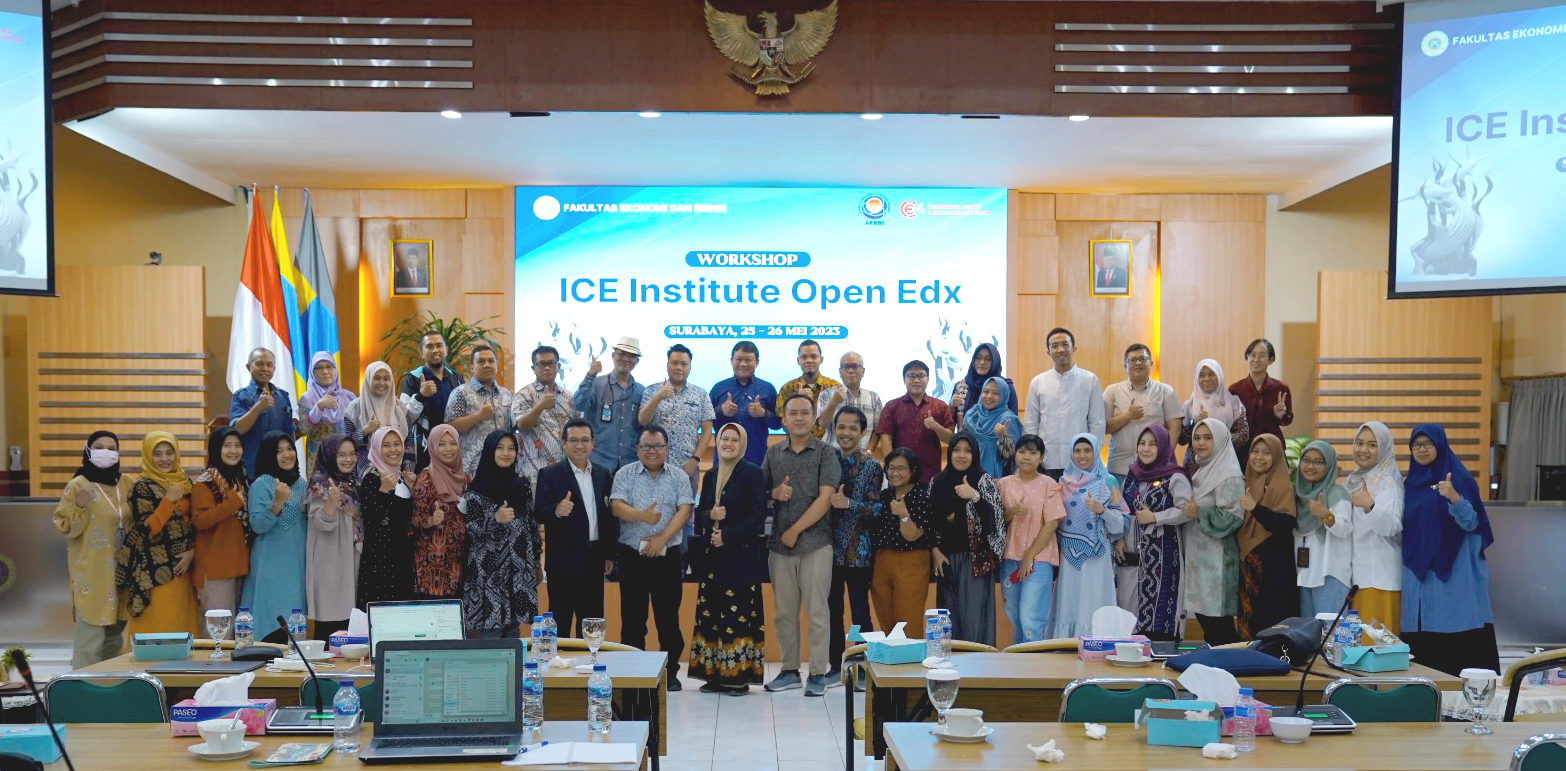 FAKULTAS EKONOMI DAN BISNIS
AFEBI
WORKSHOP
ICE Institute Open Edx
SURABAYA, 25 - 26 MEI 2023
FAKULTAS EKONOMI
ICE Ins
PASEO
PASEO
PASEO